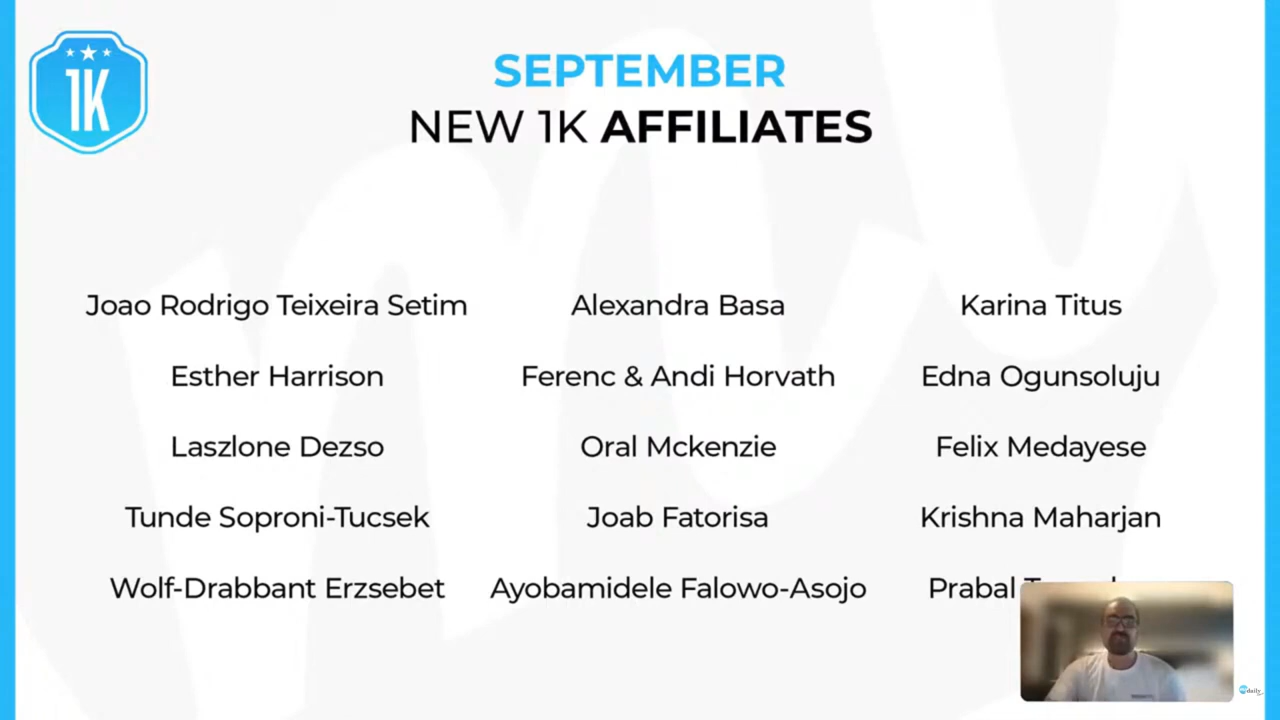 1K
SEPTEMBER
NEW 1K AFFILIATES
Joao Rodrigo Teixeira Setim
Alexandra Basa
Karina Titus
Esther Harrison
Ferenc & Andi Horvath
Edna Ogunsoluju
Laszlone Dezso
Oral Mckenzie
Felix Medayese
Tunde Soproni-Tucsek
Joab Fatorisa
Krishna Maharjan
Wolf-Drabbant Erzsebet
Ayobamidele Falowo-Asojo
Prabal
daily